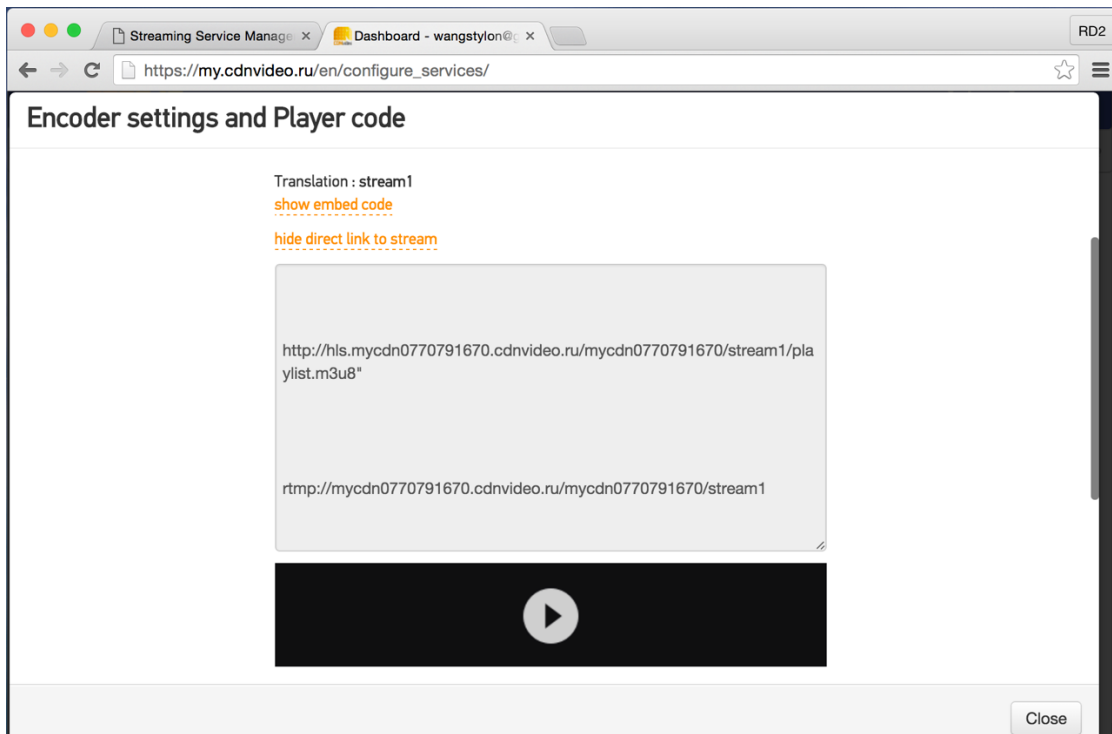 Streaming Service Manage
Dashboard - wangstylon@g
RD2
https://my.cdnvideo.ru/en/configure_services/
Encoder settings and Player code
Translation : stream1
show embed code
hide direct link to stream
http://hls.mycdn0770791670.cdnvideo.ru/mycdn0770791670/stream1/pla
ylist.m3u8"
rtmp://mycdn0770791670.cdnvideo.ru/mycdn0770791670/stream1
Close